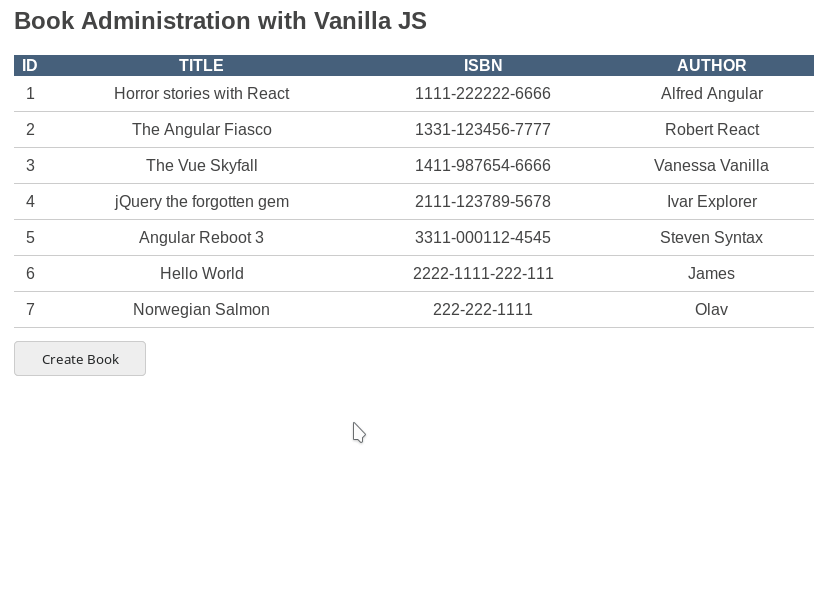 Book Administration with Vanilla JS
ID TITLE ISBN AUTHOR
1 Horror stories with React 1111-222222-6666 Alfred Angular
2 The Angular Fiasco 1331-123456-7777 Robert React
3 The Vue Skyfall 1411-987654-6666 Vanessa Vanilla
4 jQuery the forgotten gem 2111-123789-5678 Ivar Explorer
5 Angular Reboot 3 3311-000112-4545 Steven Syntax
6 Hello World 2222-1111-222-111 James
7 Norwegian Salmon 222-222-1111 Olav
Create Book